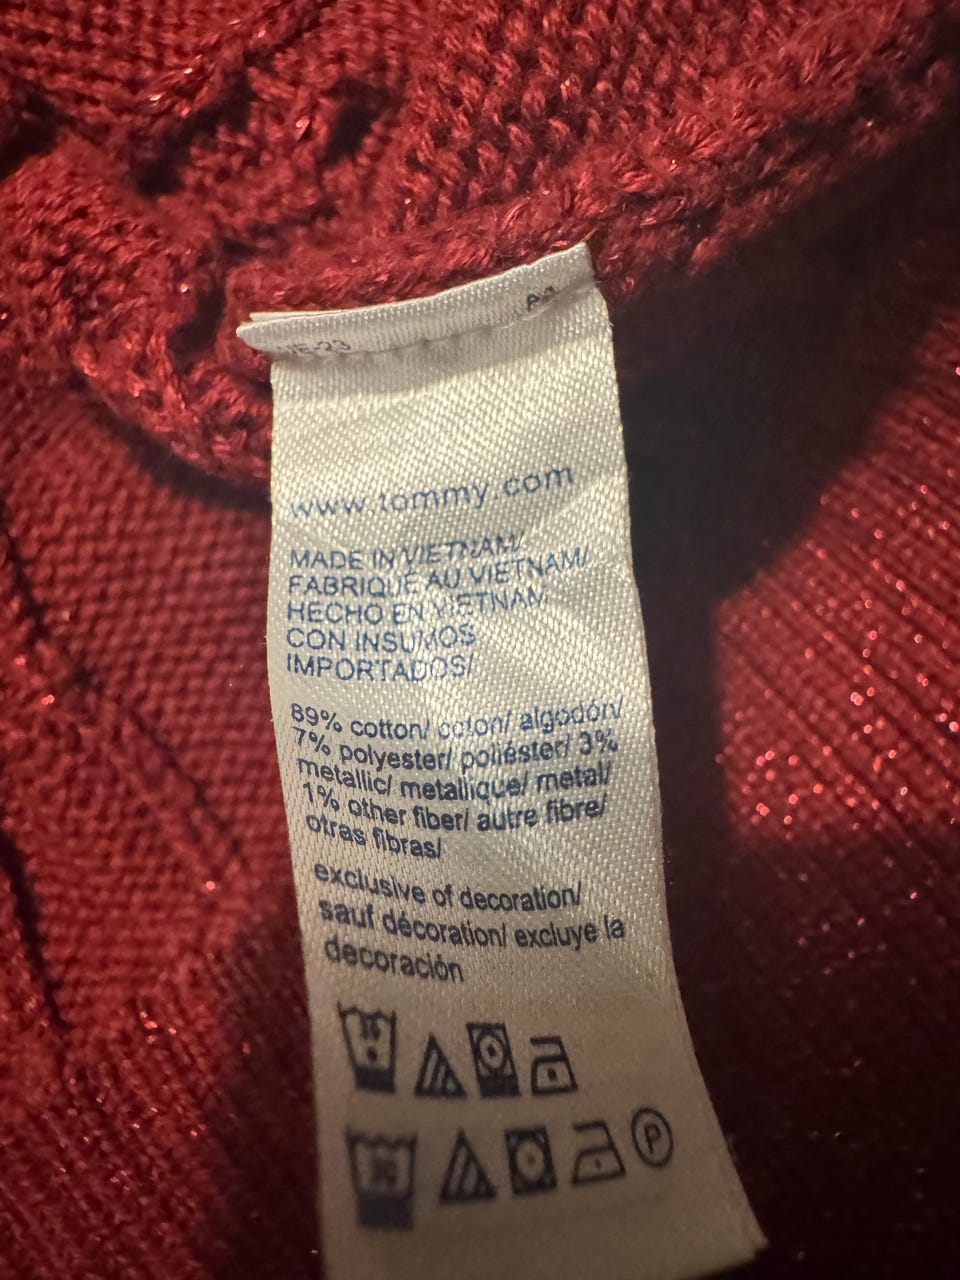 www.tommy.com
MADE IN VIETNAM/
FABRIQUÉ AU VIETNAM/
HECHO EN VIETNAM
CON INSUMOS
IMPORTADOS/
89% cotton/ coton/ algodón/
7% polyester/ poliéster/ 3%
metallic/ metallique/ metal/
1% other fiber/ autre fibre/
otras fibras/
exclusive of decoration/
sauf décoration/ excluye la
decoración
30
30 P